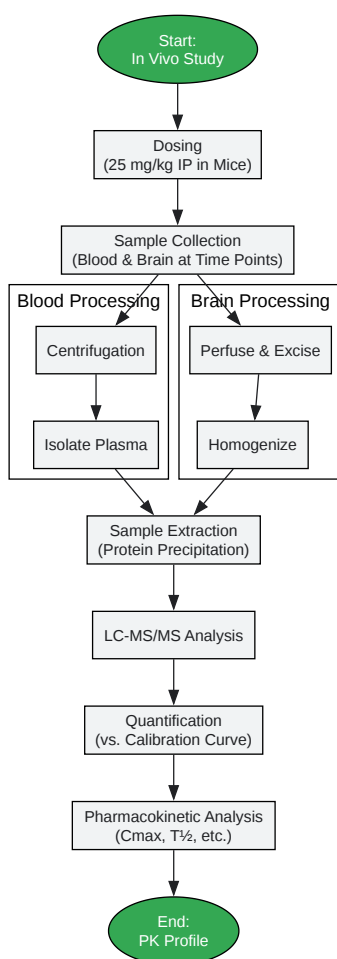 Start:
In Vivo Study
Dosing
(25 mg/kg IP in Mice)
Sample Collection
(Blood & Brain at Time Points)
Blood Processing
Centrifugation
Isolate Plasma
Brain Processing
Perfuse & Excise
Homogenize
Sample Extraction
(Protein Precipitation)
LC-MS/MS Analysis
Quantification
(vs. Calibration Curve)
Pharmacokinetic Analysis
(Cmax, T½, etc.)
End:
PK Profile